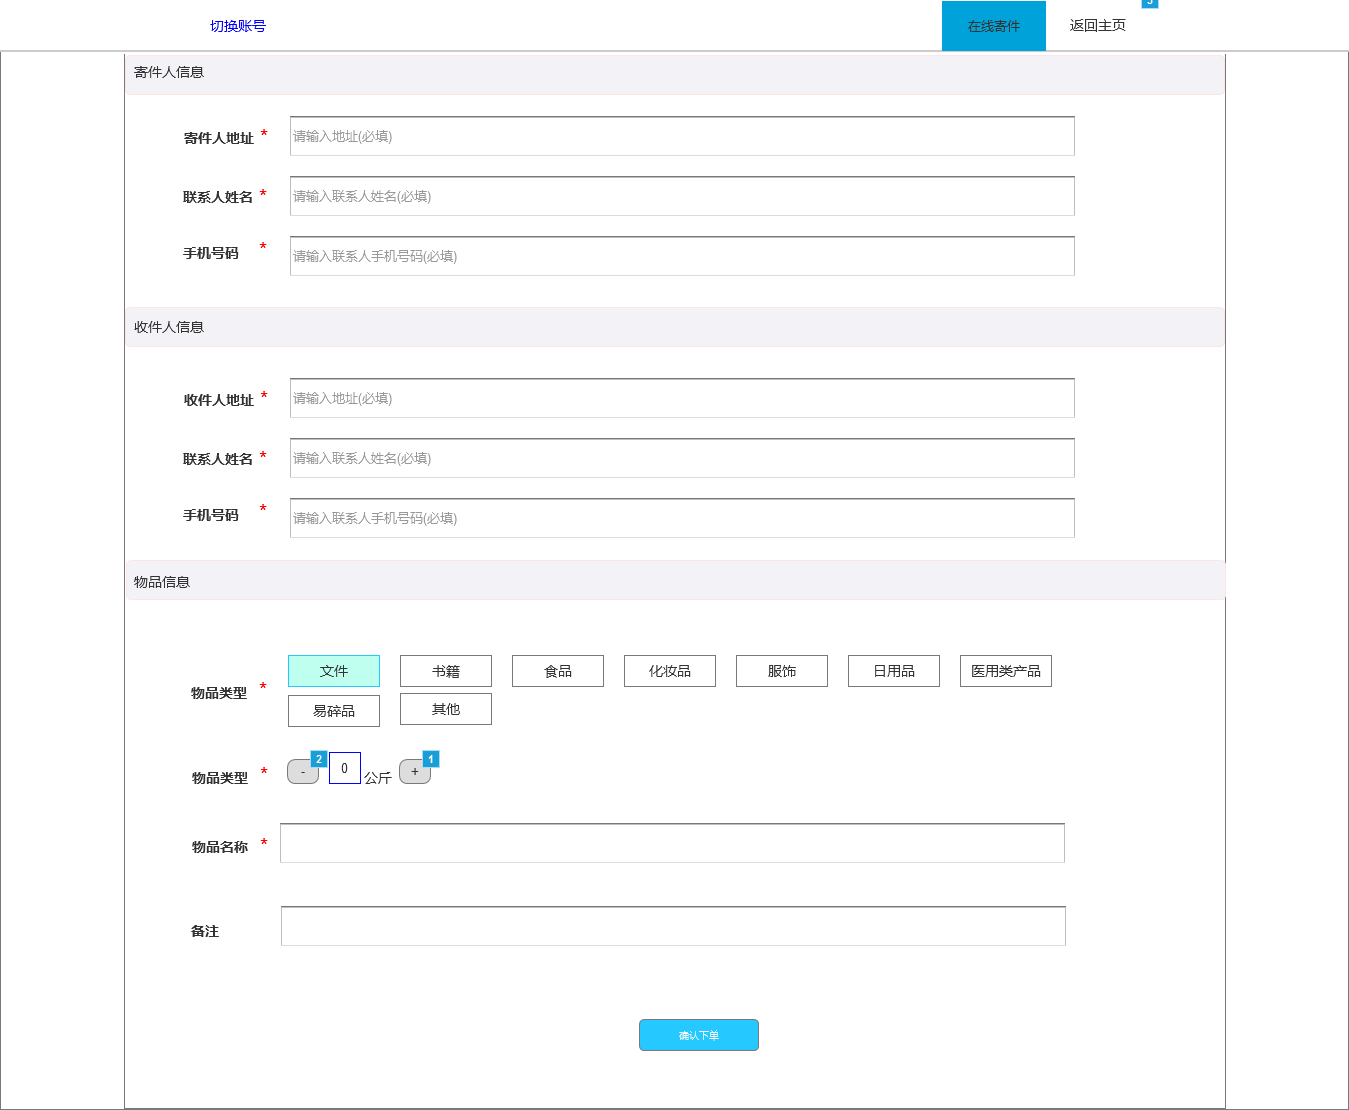 切换账号
在线寄件
返回主页
3
寄件人信息
寄件人地址 * 请输入地址(必填)
联系人姓名 * 请输入联系人姓名(必填)
手机号码 * 请输入联系人手机号码(必填)
收件人信息
收件人地址 * 请输入地址(必填)
联系人姓名 * 请输入联系人姓名(必填)
手机号码 * 请输入联系人手机号码(必填)
物品信息
物品类型 *
文件 书籍 食品 化妆品 服饰 日用品 医用类产品
易碎品 其他
物品类型 * - 2 0 公斤 + 1
物品名称 *
备注
确认下单